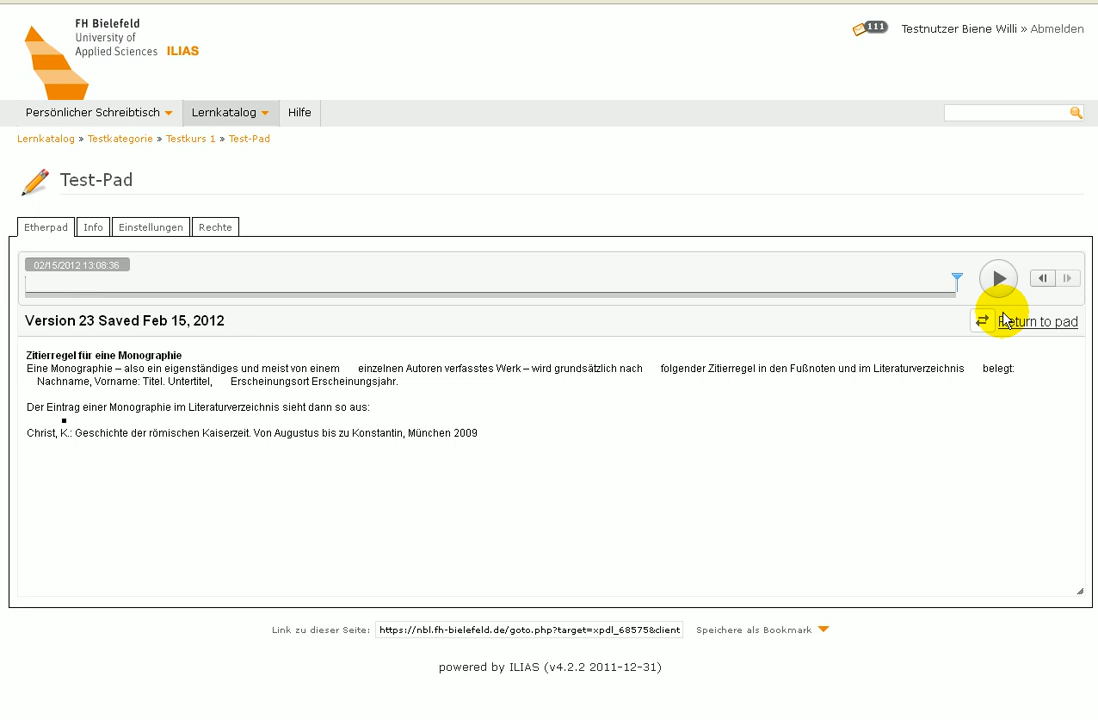 FH Bielefeld
University of
Applied Sciences ILIAS
111 Testnutzer Biene Willi » Abmelden
Persönlicher Schreibtisch Lernkatalog Hilfe
Lernkatalog » Testkategorie » Testkurs 1 » Test-Pad
Test-Pad
Etherpad Info Einstellungen Rechte
02/15/2012 13:08:36
Version 23 Saved Feb 15, 2012
Return to pad
Zitierregel für eine Monographie
Eine Monographie – also ein eigenständiges und meist von einem einzelnen Autoren verfasstes Werk – wird grundsätzlich nach folgender Zitierregel in den Fußnoten und im Literaturverzeichnis belegt:
Nachname, Vorname: Titel. Untertitel, Erscheinungsort Erscheinungsjahr.
Der Eintrag einer Monographie im Literaturverzeichnis sieht dann so aus:
Christ, K.: Geschichte der römischen Kaiserzeit. Von Augustus bis zu Konstantin, München 2009
Link zu dieser Seite: https://nbl.fh-bielefeld.de/goto.php?target=xpdl_68575&client Speichere als Bookmark
powered by ILIAS (v4.2.2 2011-12-31)